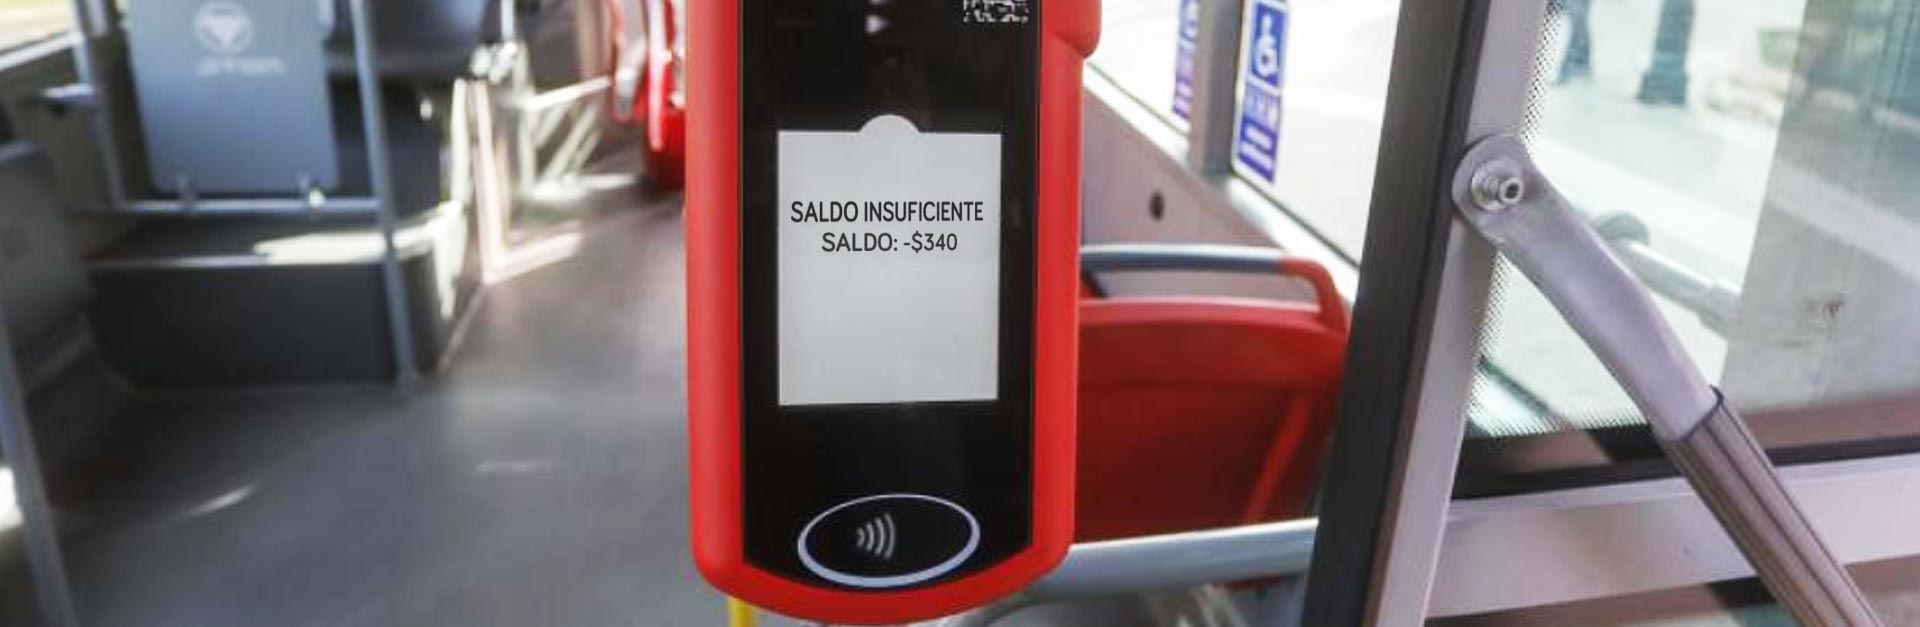 SALDO INSUFICIENTE
SALDO: -$340